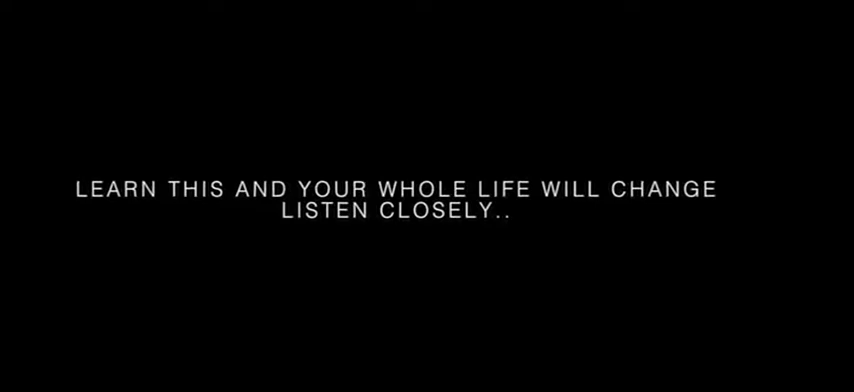 LEARN THIS AND YOUR WHOLE LIFE WILL CHANGE
LISTEN CLOSELY..